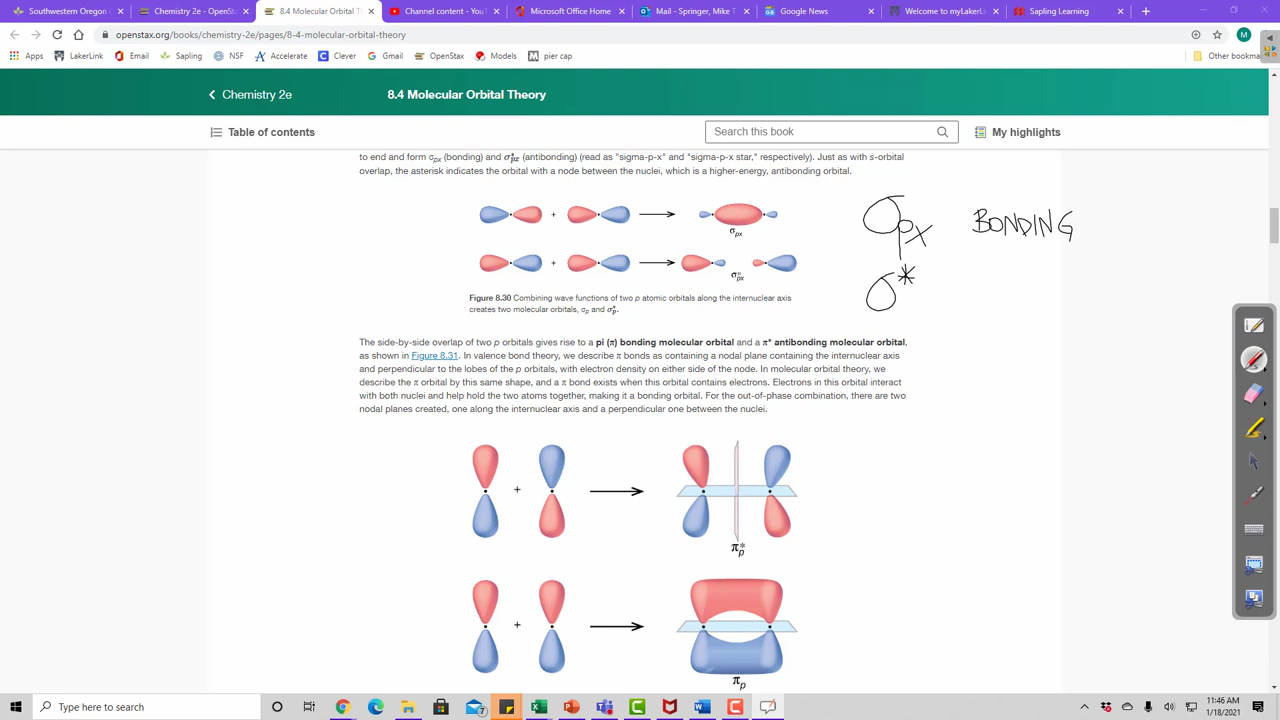 Southwestern Oregon
Chemistry 2e - OpenSta
8.4 Molecular Orbital Th
Channel content - YouT
Microsoft Office Home
Mail - Springer, Mike T
Google News
Welcome to myLakerL
Sapling Learning
openstax.org/books/chemistry-2e/pages/8-4-molecular-orbital-theory
M
Apps
LakerLink
Email
Sapling
NSF
Accelerate
Clever
Gmail
OpenStax
Models
pier cap
Other bookma
Chemistry 2e
8.4 Molecular Orbital Theory
Table of contents
Search this book
My highlights
to end and form σpx (bonding) and σ*px (antibonding) (read as "sigma-p-x" and "sigma-p-x star," respectively). Just as with s-orbital
overlap, the asterisk indicates the orbital with a node between the nuclei, which is a higher-energy, antibonding orbital.
+
σpx
σpx BONDING
+
σ*px
σ*
Figure 8.30 Combining wave functions of two p atomic orbitals along the internuclear axis
creates two molecular orbitals, σp and σ*p.
The side-by-side overlap of two p orbitals gives rise to a pi (π) bonding molecular orbital and a π* antibonding molecular orbital,
as shown in Figure 8.31. In valence bond theory, we describe π bonds as containing a nodal plane containing the internuclear axis
and perpendicular to the lobes of the p orbitals, with electron density on either side of the node. In molecular orbital theory, we
describe the π orbital by this same shape, and a π bond exists when this orbital contains electrons. Electrons in this orbital interact
with both nuclei and help hold the two atoms together, making it a bonding orbital. For the out-of-phase combination, there are two
nodal planes created, one along the internuclear axis and a perpendicular one between the nuclei.
+
π*p
+
πp
Type here to search
7
11:46 AM
1/18/2021